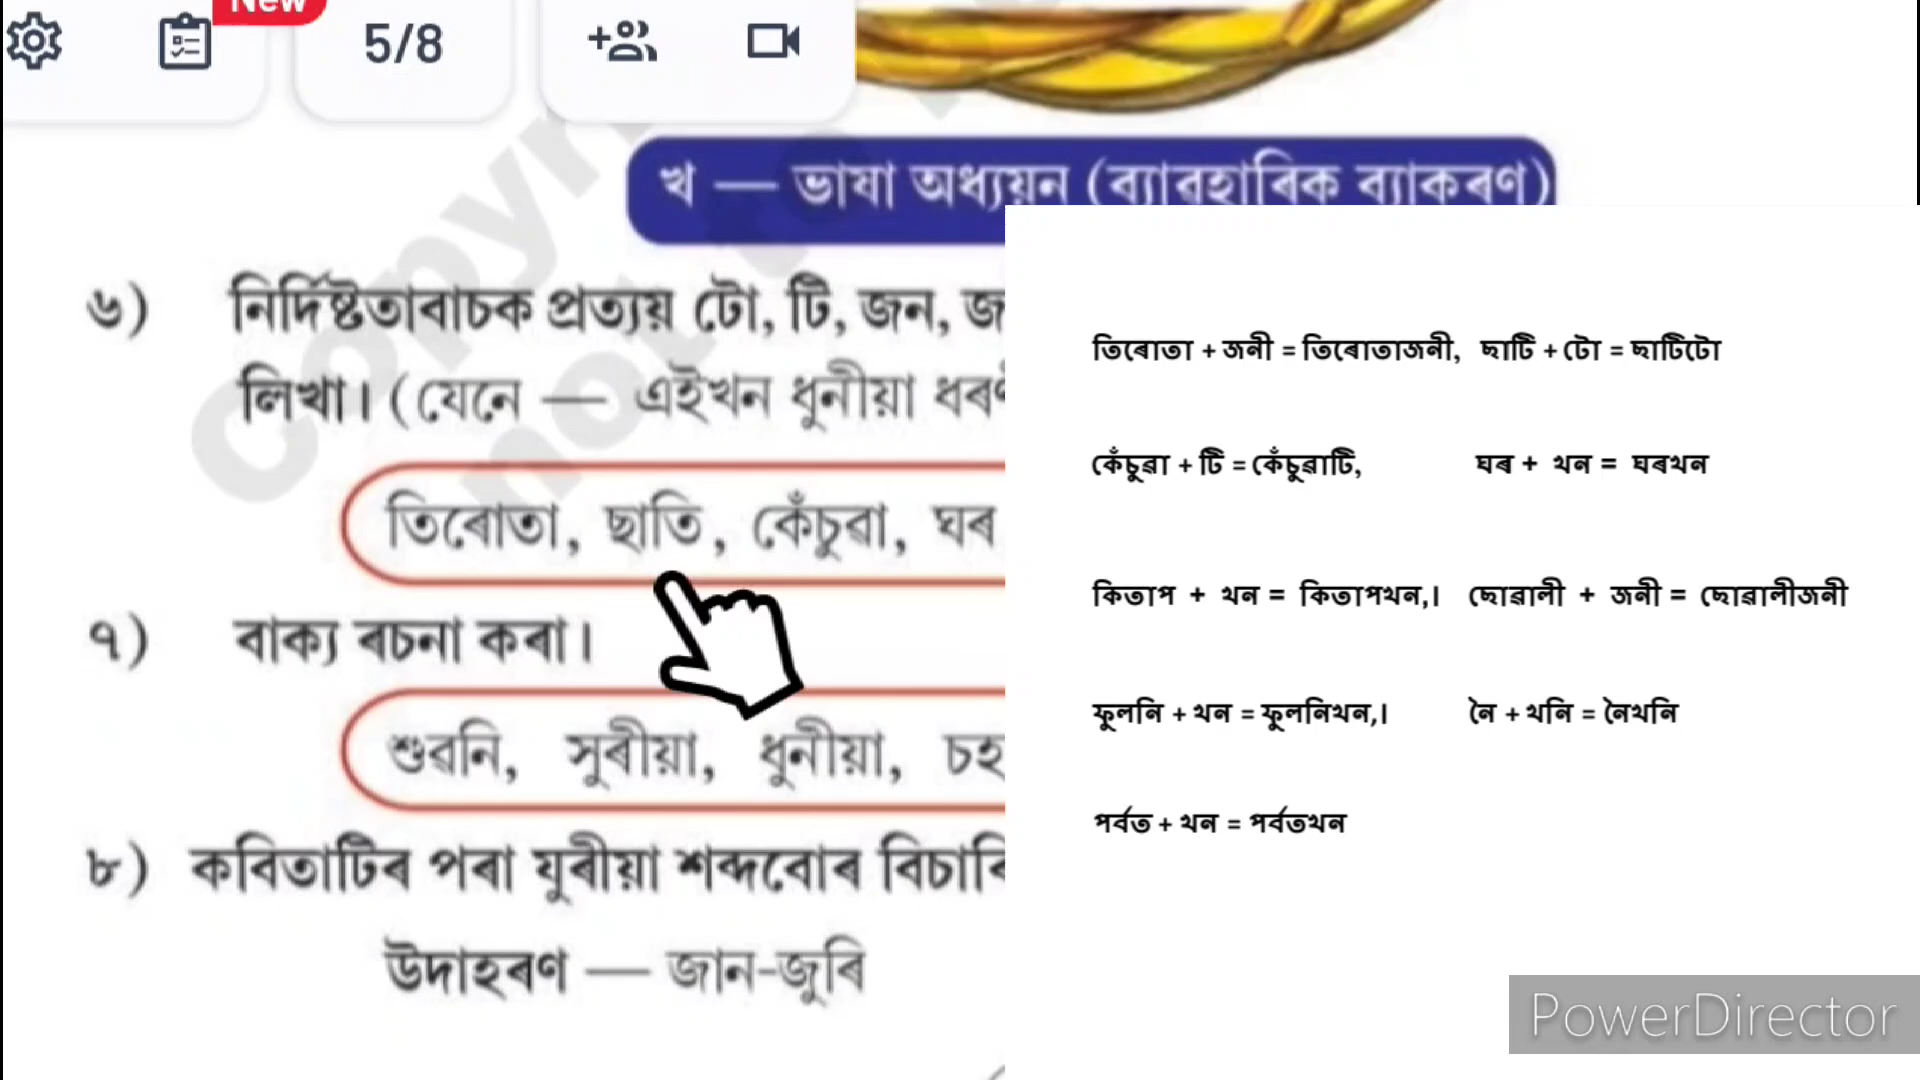 New
5/8
খ — ভাষা অধ্যয়ন (ব্যাৱহাৰিক ব্যাকৰণ)
৬) নিৰ্দিষ্টতাবাচক প্ৰত্যয় টো, টি, জন, জ
লিখা। (যেনে — এইখন ধুনীয়া
তিৰোতা, ছাতি, কেঁচুৱা, ঘৰ
৭) বাক্য ৰচনা কৰা।
শুৱনি, সুৰীয়া, ধুনীয়া, চহ
৮) কবিতাটিৰ পৰা যুৰীয়া শব্দবোৰ
উদাহৰণ — জান-জুৰি
তিৰোতা + জনী = তিৰোতাজনী, ছাটি + টো = ছাটিটো
কেঁচুৱা + টি = কেঁচুৱাটি, ঘৰ + খন = ঘৰখন
কিতাপ + খন = কিতাপখন,। ছোৱালী + জনী = ছোৱালীজনী
ফুলনি + খন = ফুলনিখন,। নৈ + খনি = নৈখনি
পৰ্বত + খন = পৰ্বতখন
PowerDirector